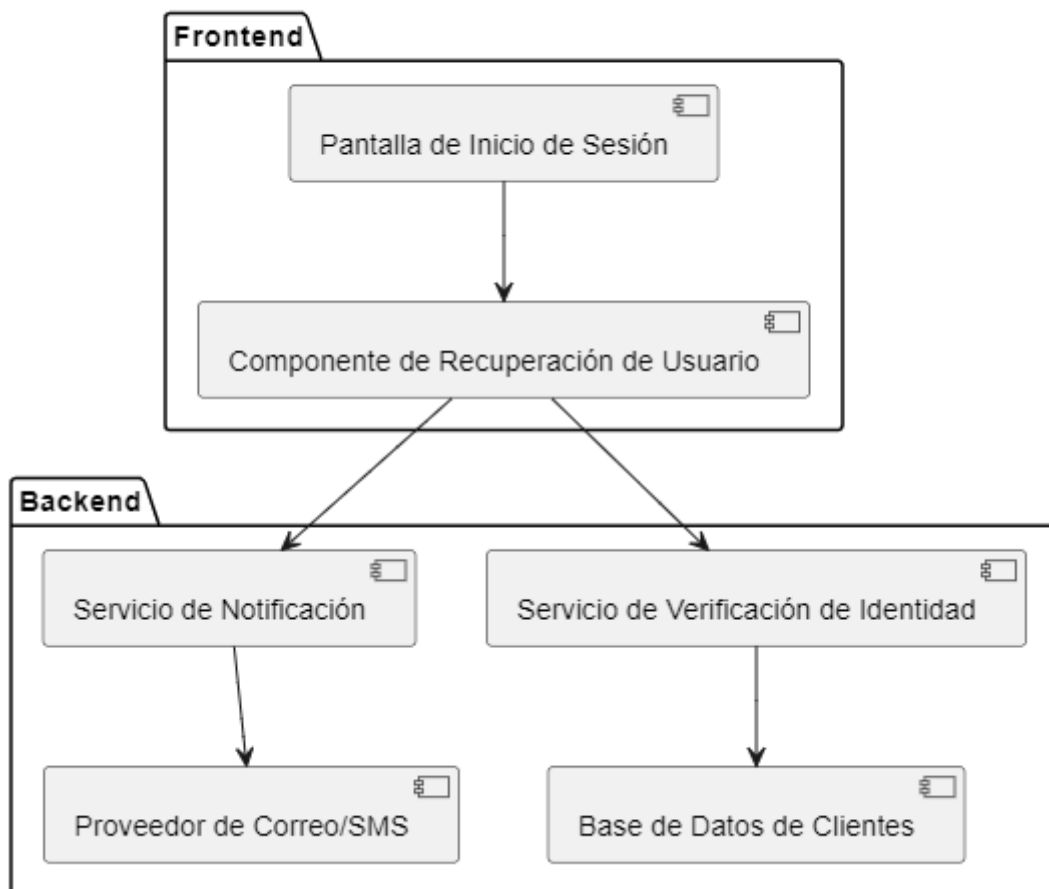 Frontend
Pantalla de Inicio de Sesión
Componente de Recuperación de Usuario
Backend
Servicio de Notificación
Servicio de Verificación de Identidad
Proveedor de Correo/SMS
Base de Datos de Clientes